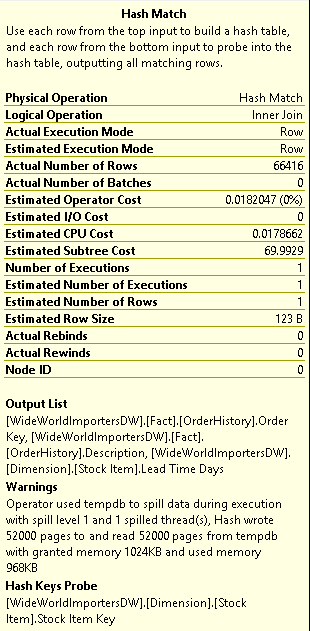 Hash Match
Use each row from the top input to build a hash table,
and each row from the bottom input to probe into the
hash table, outputting all matching rows.
Physical Operation Hash Match
Logical Operation Inner Join
Actual Execution Mode Row
Estimated Execution Mode Row
Actual Number of Rows 66416
Actual Number of Batches 0
Estimated Operator Cost 0.0182047 (0%)
Estimated I/O Cost 0
Estimated CPU Cost 0.0178662
Estimated Subtree Cost 69.9929
Number of Executions 1
Estimated Number of Executions 1
Estimated Number of Rows 1
Estimated Row Size 123 B
Actual Rebinds 0
Actual Rewinds 0
Node ID 0
Output List
[WideWorldImportersDW].[Fact].[OrderHistory].Order
Key, [WideWorldImportersDW].[Fact].
[OrderHistory].Description, [WideWorldImportersDW].
[Dimension].[Stock Item].Lead Time Days
Warnings
Operator used tempdb to spill data during execution
with spill level 1 and 1 spilled thread(s), Hash wrote
52000 pages to and read 52000 pages from tempdb
with granted memory 1024KB and used memory
968KB
Hash Keys Probe
[WideWorldImportersDW].[Dimension].[Stock
Item].Stock Item Key